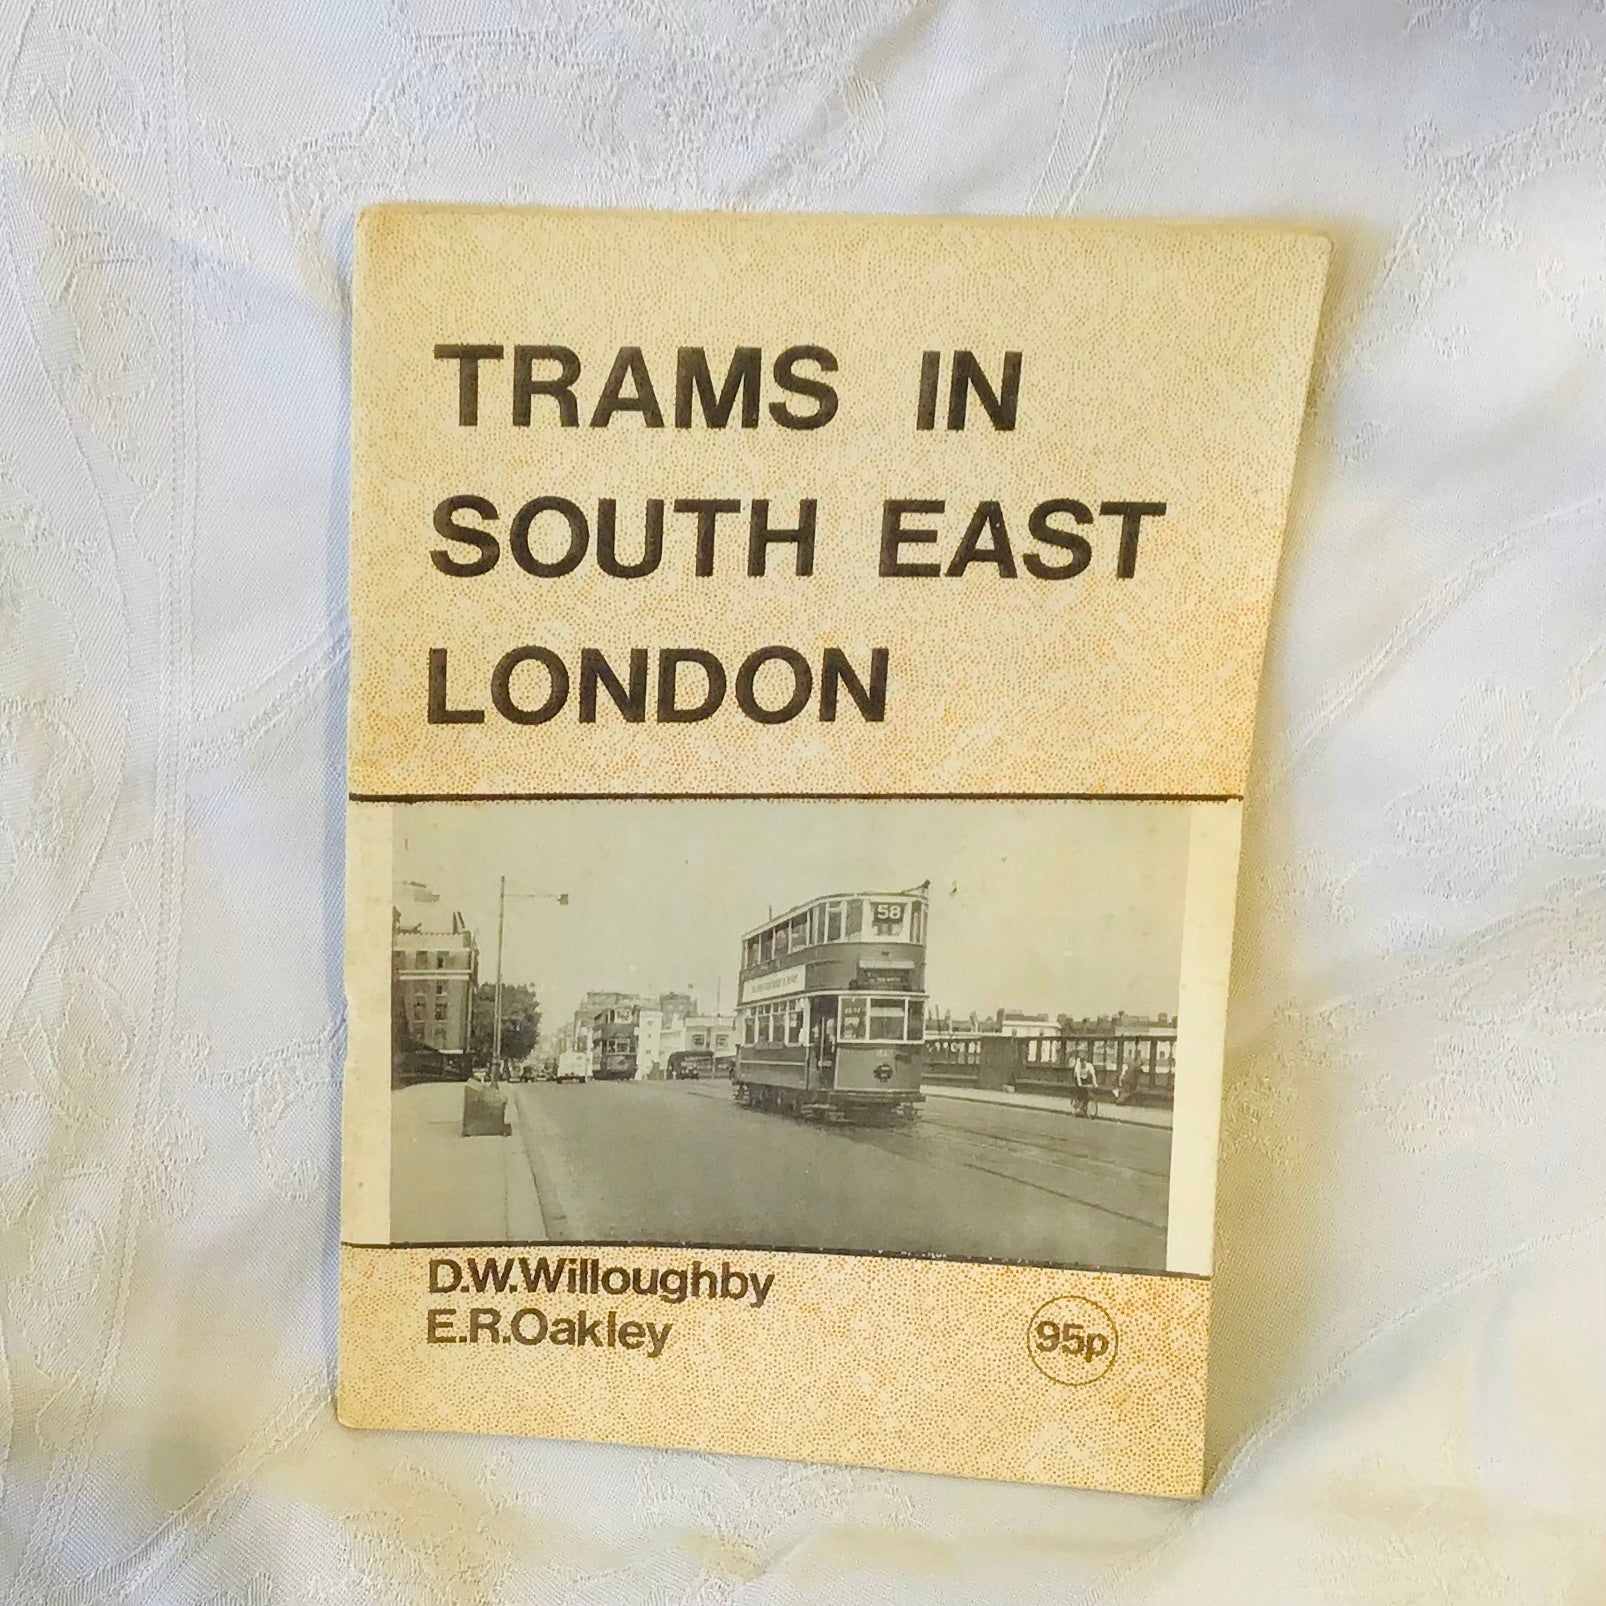 TRAMS IN
SOUTH EAST
LONDON
58
D.W.Willoughby
E.R.Oakley
95p